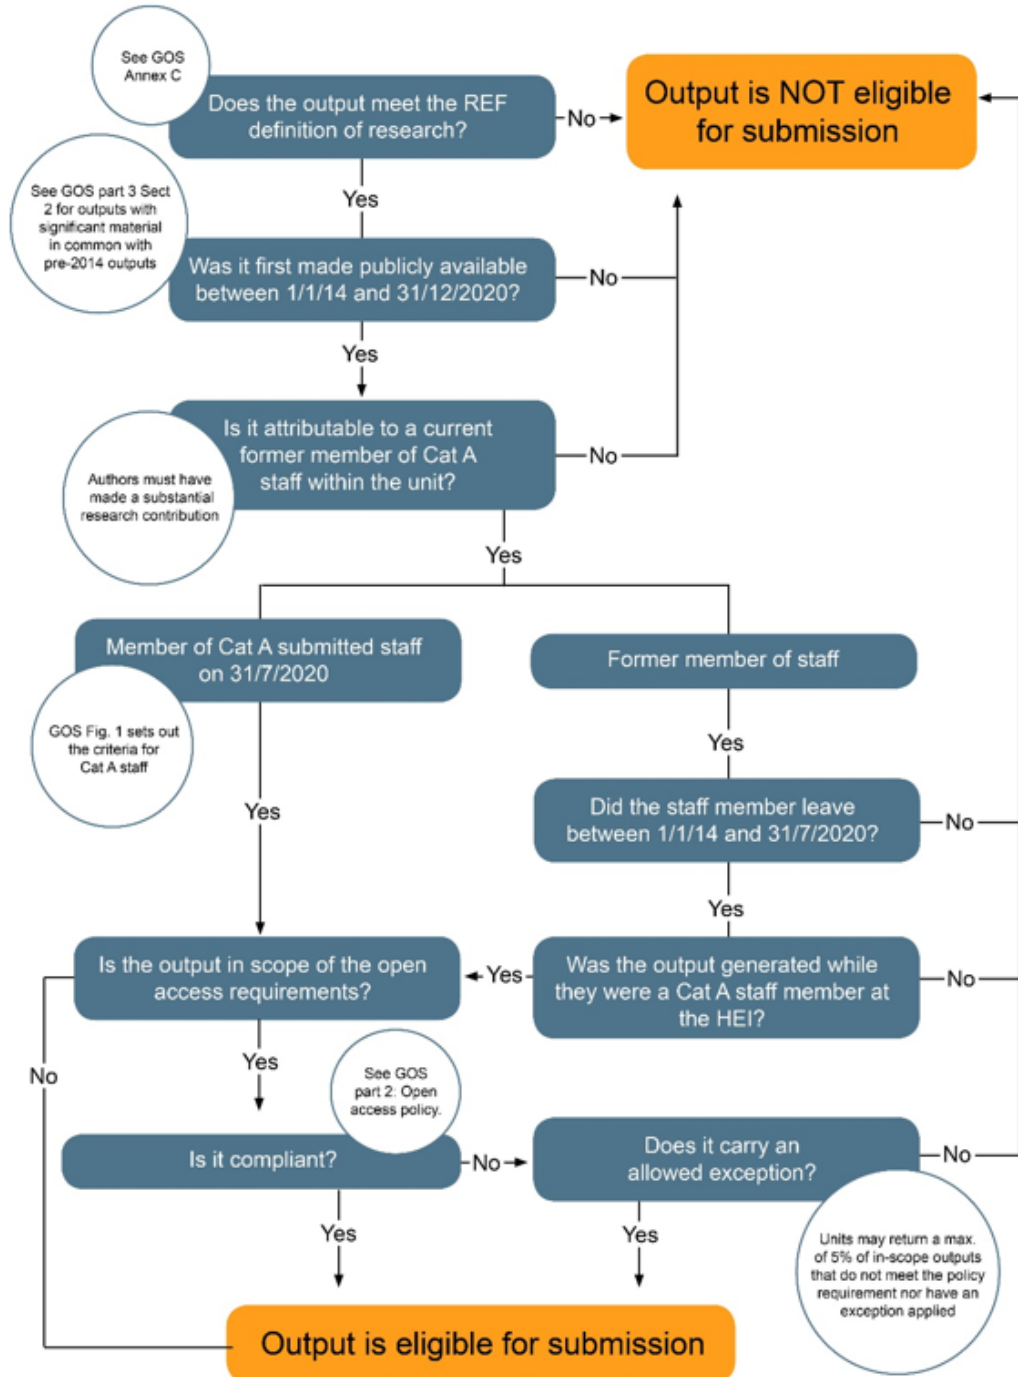 See GOS
Annex C
Does the output meet the REF
definition of research?
No
Output is NOT eligible
for submission
Yes
See GOS part 3 Sect
2 for outputs with
significant material
in common with
pre-2014 outputs
Was it first made publicly available
between 1/1/14 and 31/12/2020?
No
Yes
Is it attributable to a current
former member of Cat A
staff within the unit?
No
Authors must have
made a substantial
research contribution
Yes
Member of Cat A submitted staff
on 31/7/2020
Former member of staff
GOS Fig. 1 sets out
the criteria for
Cat A staff
Yes
Yes
Did the staff member leave
between 1/1/14 and 31/7/2020?
No
Yes
Is the output in scope of the open
access requirements?
Yes
Was the output generated while
they were a Cat A staff member at
the HEI?
No
No
Yes
See GOS
part 2: Open
access policy.
Is it compliant?
No
Does it carry an
allowed exception?
No
Yes
Yes
Units may return a max.
of 5% of in-scope outputs
that do not meet the policy
requirement nor have an
exception applied
Output is eligible for submission